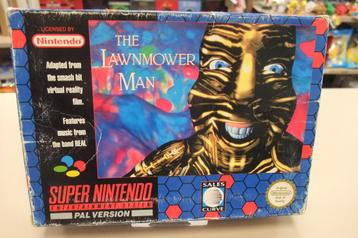 LICENSED BY
Nintendo
THE
LAWNMOWER
MAN
Adapted from
the smash hit
virtual reality
film.
Features
music from
the band REAL
SUPER NINTENDO
ENTERTAINMENT SYSTEM
PAL VERSION
SALES
CURVE